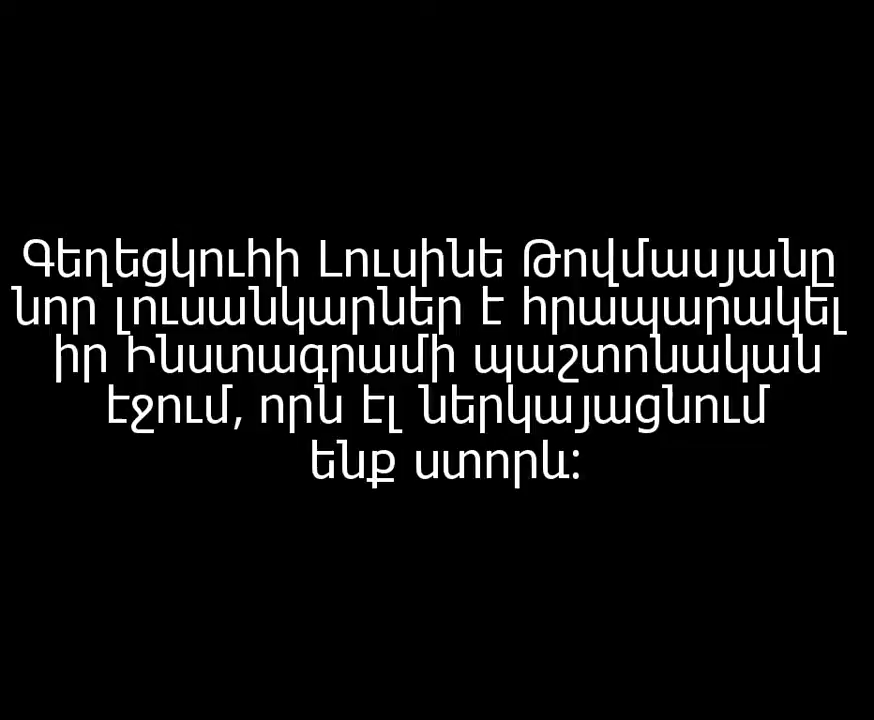 Գեղեցկուհի Լուսինե Թովմասյանը
նոր լուսանկարներ է հրապարակել
իր Ինստագրամի պաշտոնական
էջում, որն էլ ներկայացնում
ենք ստորև: